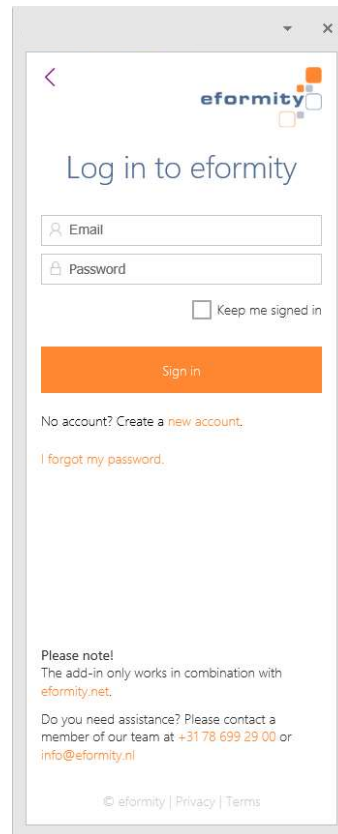 eformity
Log in to eformity
Email
Password
Keep me signed in
Sign in
No account? Create a new account.
I forgot my password.
Please note!
The add-in only works in combination with
eformity.net.
Do you need assistance? Please contact a
member of our team at +31 78 699 29 00 or
info@eformity.nl
© eformity | Privacy | Terms